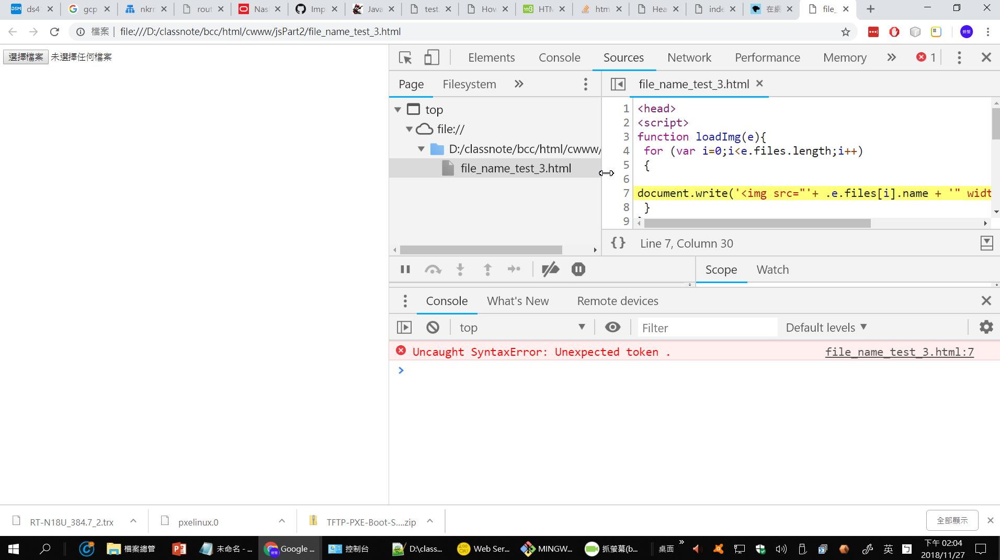 ds4
gcp
nkrr
rout
Nas
Imp
Java
test.
How
HTM
htm
Hea
inde
在網
file_
檔案 file:///D:/classnote/bcc/html/cwww/jsPart2/file_name_test_3.html
選擇檔案 未選擇任何檔案
Elements Console Sources Network Performance Memory » 1
Page Filesystem »
file_name_test_3.html
top
file://
D:/classnote/bcc/html/cwww/
file_name_test_3.html
1 <head>
2 <script>
3 function loadImg(e){
4 for (var i=0;i<e.files.length;i++)
5 {
6
7 document.write('<img src="'+ .e.files[i].name + '" widt
8 }
9
{} Line 7, Column 30
Scope Watch
Console What's New Remote devices
top Filter Default levels
Uncaught SyntaxError: Unexpected token . file_name_test_3.html:7
>
RT-N18U_384.7_2.trx
pxelinux.0
TFTP-PXE-Boot-S....zip
全部顯示
檔案總管
未命名 - ...
Google ...
控制台
D:\class...
Web Ser...
MINGW...
抓螢幕(b...
桌面 »
英
下午 02:04
2018/11/27